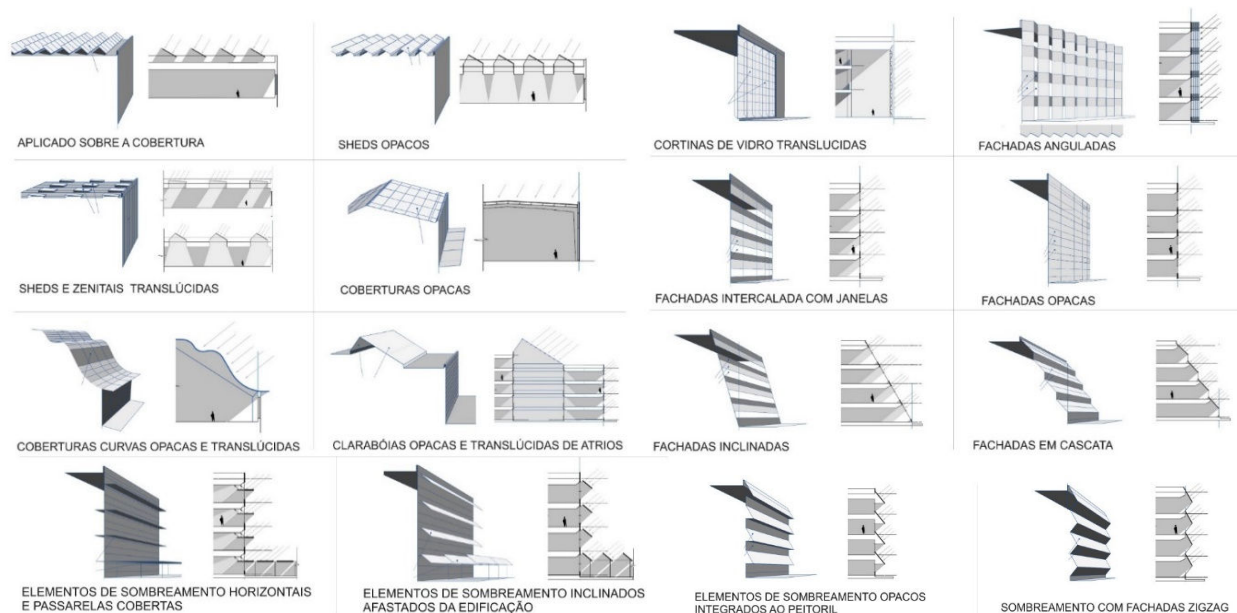 APLICADO SOBRE A COBERTURA
SHEDS OPACOS
CORTINAS DE VIDRO TRANSLUCIDAS
FACHADAS ANGULADAS
SHEDS E ZENITAIS TRANSLÚCIDAS
COBERTURAS OPACAS
FACHADAS INTERCALADA COM JANELAS
FACHADAS OPACAS
COBERTURAS CURVAS OPACAS E TRANSLÚCIDAS
CLARABÓIAS OPACAS E TRANSLÚCIDAS DE ATRIOS
FACHADAS INCLINADAS
FACHADAS EM CASCATA
ELEMENTOS DE SOMBREAMENTO HORIZONTAIS
E PASSARELAS COBERTAS
ELEMENTOS DE SOMBREAMENTO INCLINADOS
AFASTADOS DA EDIFICAÇÃO
ELEMENTOS DE SOMBREAMENTO OPACOS
INTEGRADOS AO PEITORIL
SOMBREAMENTO COM FACHADAS ZIGZAG